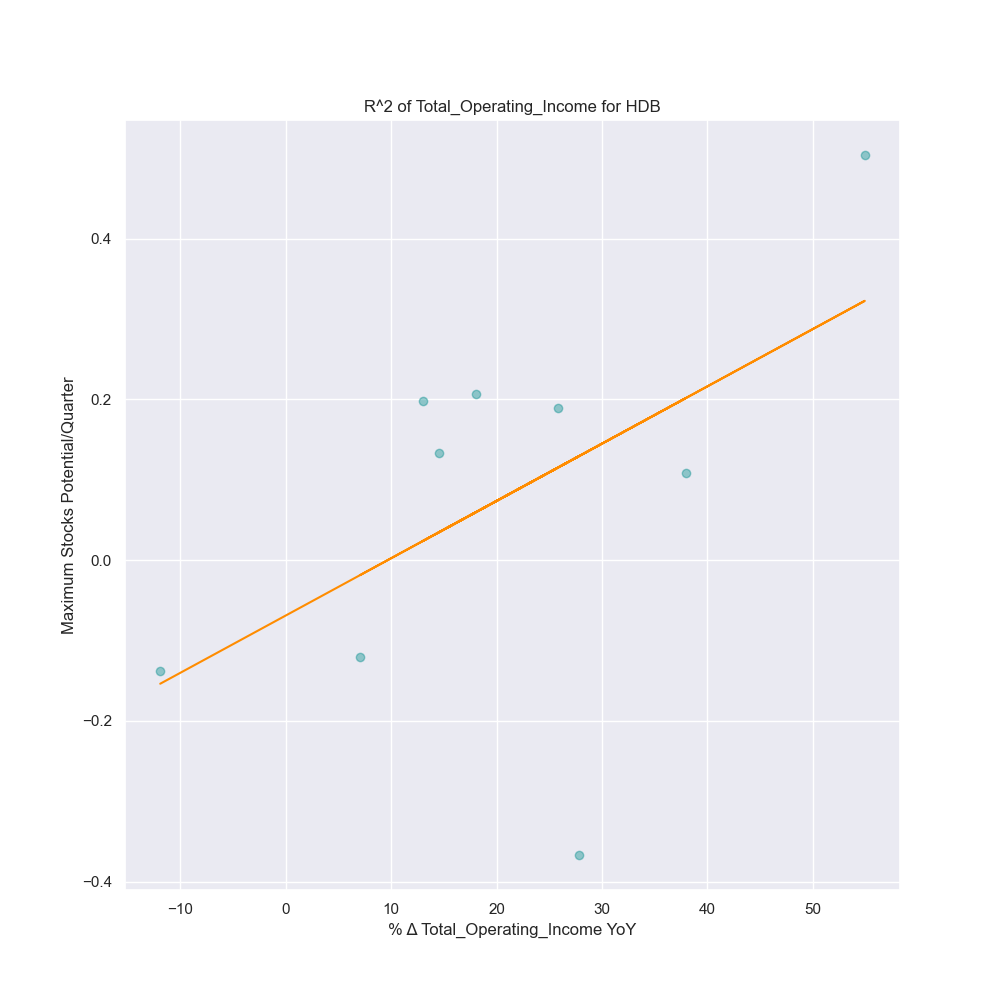 R^2 of Total_Operating_Income for HDB
Maximum Stocks Potential/Quarter
0.4
0.2
0.0
−0.2
−0.4
−10 0 10 20 30 40 50
% Δ Total_Operating_Income YoY